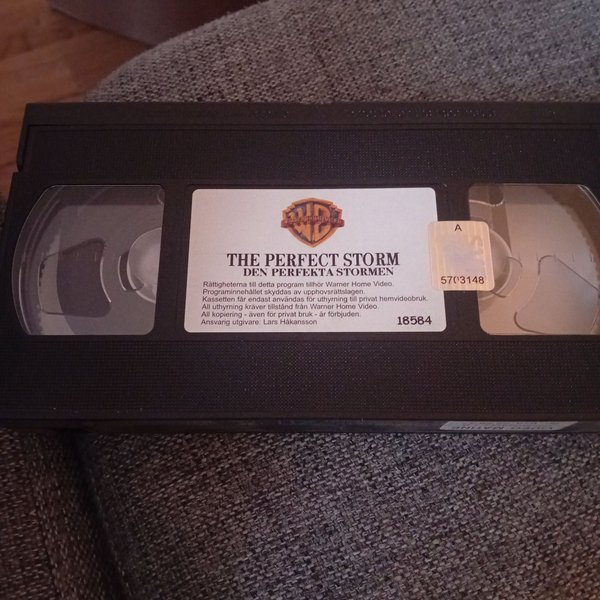 THE PERFECT STORM
DEN PERFEKTA STORMEN
Rättigheterna till detta program tillhör Warner Home Video.
Programinnehållet skyddas av upphovsrättslagen.
Kassetten får endast användas för uthyrning till privat hemvideobruk.
All uthyrning kräver tillstånd från Warner Home Video.
All kopiering - även för privat bruk - är förbjuden.
Ansvarig utgivare: Lars Håkansson
18584
A
5703148